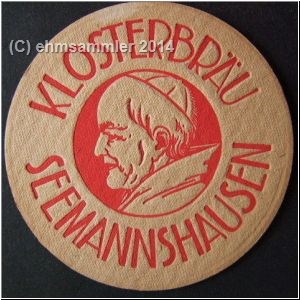 (C) ehmsammler 2014
KLOSTERBRÄU
SEEMANNSHAUSEN